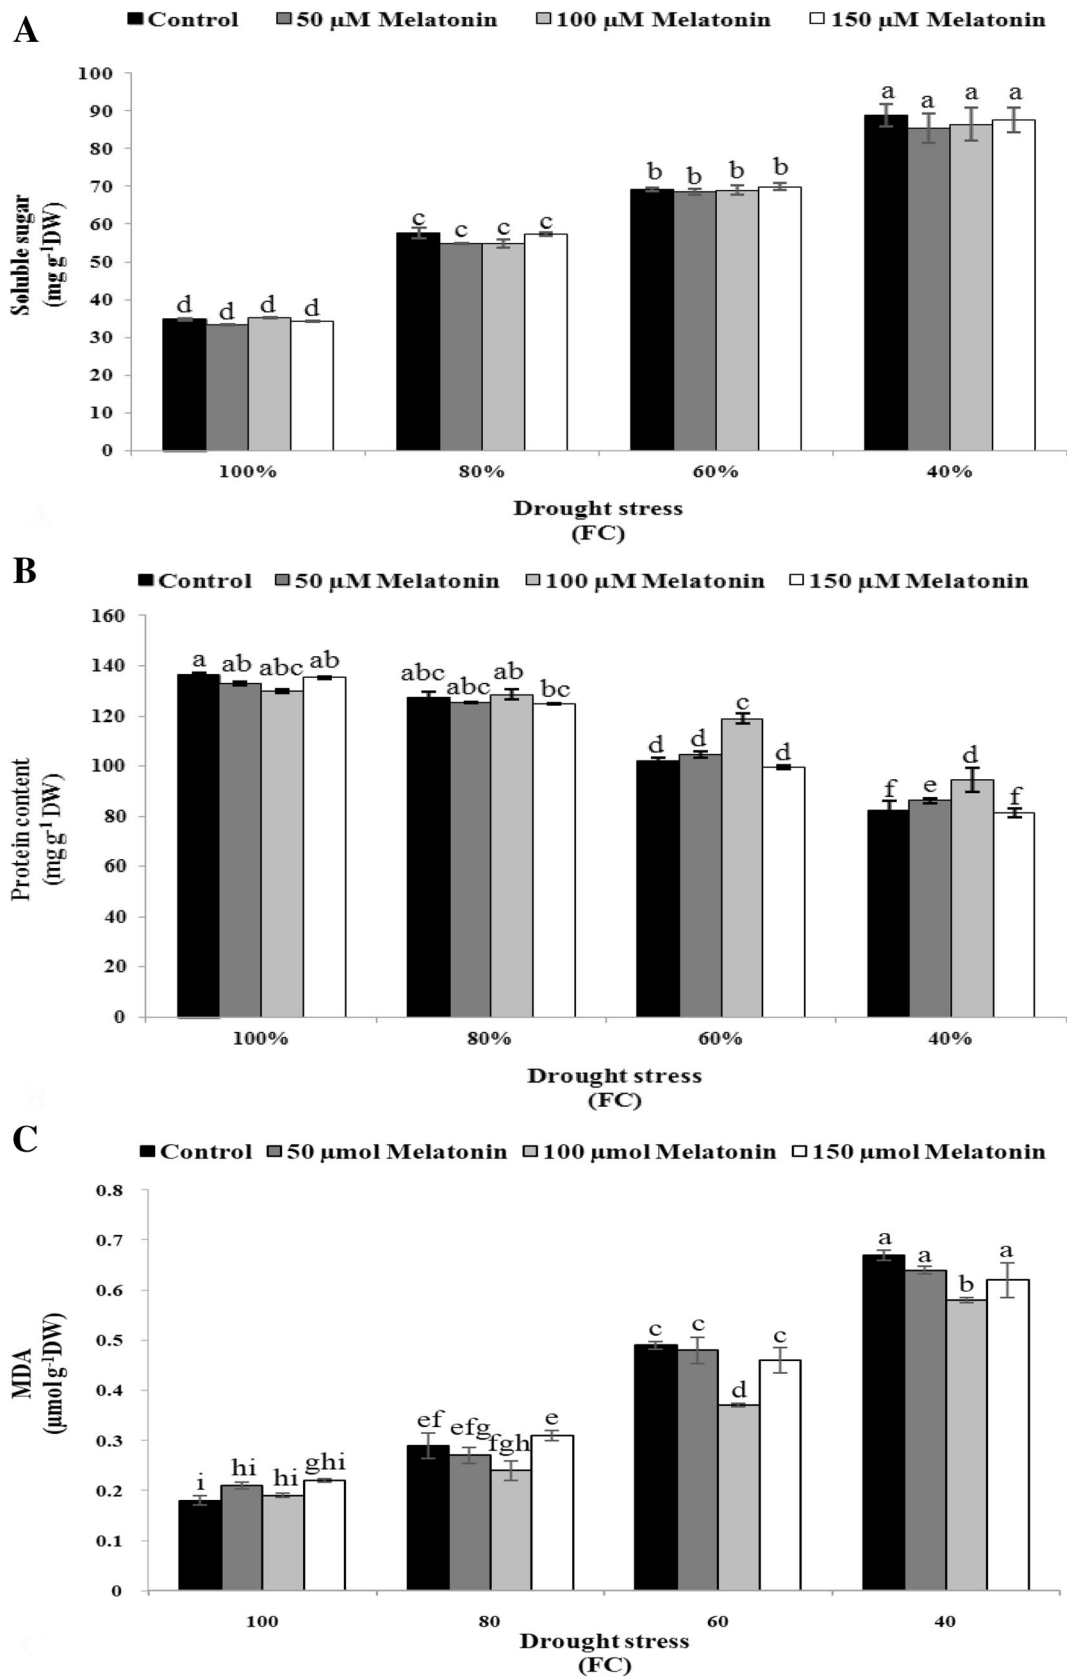 A
Control 50 µM Melatonin 100 µM Melatonin 150 µM Melatonin
100
90
80
70
60
50
40
30
20
10
0
Soluble sugar
(mg g-1DW)
a a a a
b b b b
c c c c
d d d d
100% 80% 60% 40%
Drought stress
(FC)
B
Control 50 µM Melatonin 100 µM Melatonin 150 µM Melatonin
160
140
120
100
80
60
40
20
0
Protein content
(mg g-1 DW)
a ab abc ab
abc abc ab bc
d d c d
f e d f
100% 80% 60% 40%
Drought stress
(FC)
C
Control 50 µmol Melatonin 100 µmol Melatonin 150 µmol Melatonin
0.8
0.7
0.6
0.5
0.4
0.3
0.2
0.1
0
MDA
(µmol g-1DW)
i hi hi ghi
ef efg fgh e
c c d c
a a b a
100 80 60 40
Drought stress
(FC)